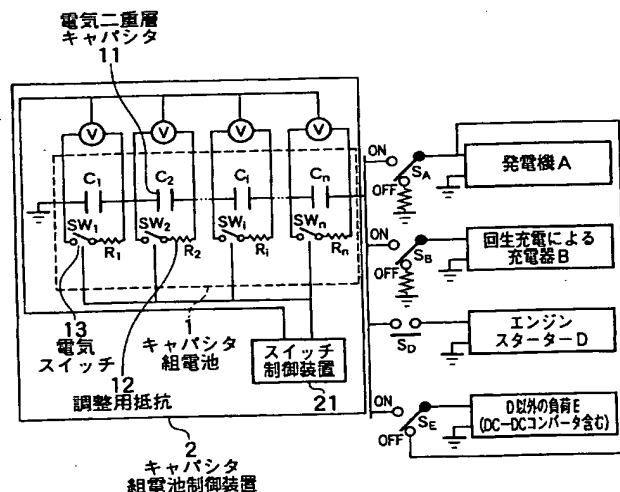 電気二重層
キャパシタ
11
V V V V
C1 C2 Ci Cn
SW1 SW2 SWi SWn
R1 R2 Ri Rn
13
電気
スイッチ
12
調整用抵抗
1
キャパシタ
組電池
スイッチ
制御装置
21
2
キャパシタ
組電池制御装置
ON
OFF
SA
発電機A
ON
OFF
SB
回生充電による
充電器B
SD
エンジン
スターターD
ON
OFF
SE
D以外の負荷E
(DC-DCコンバータ含む)